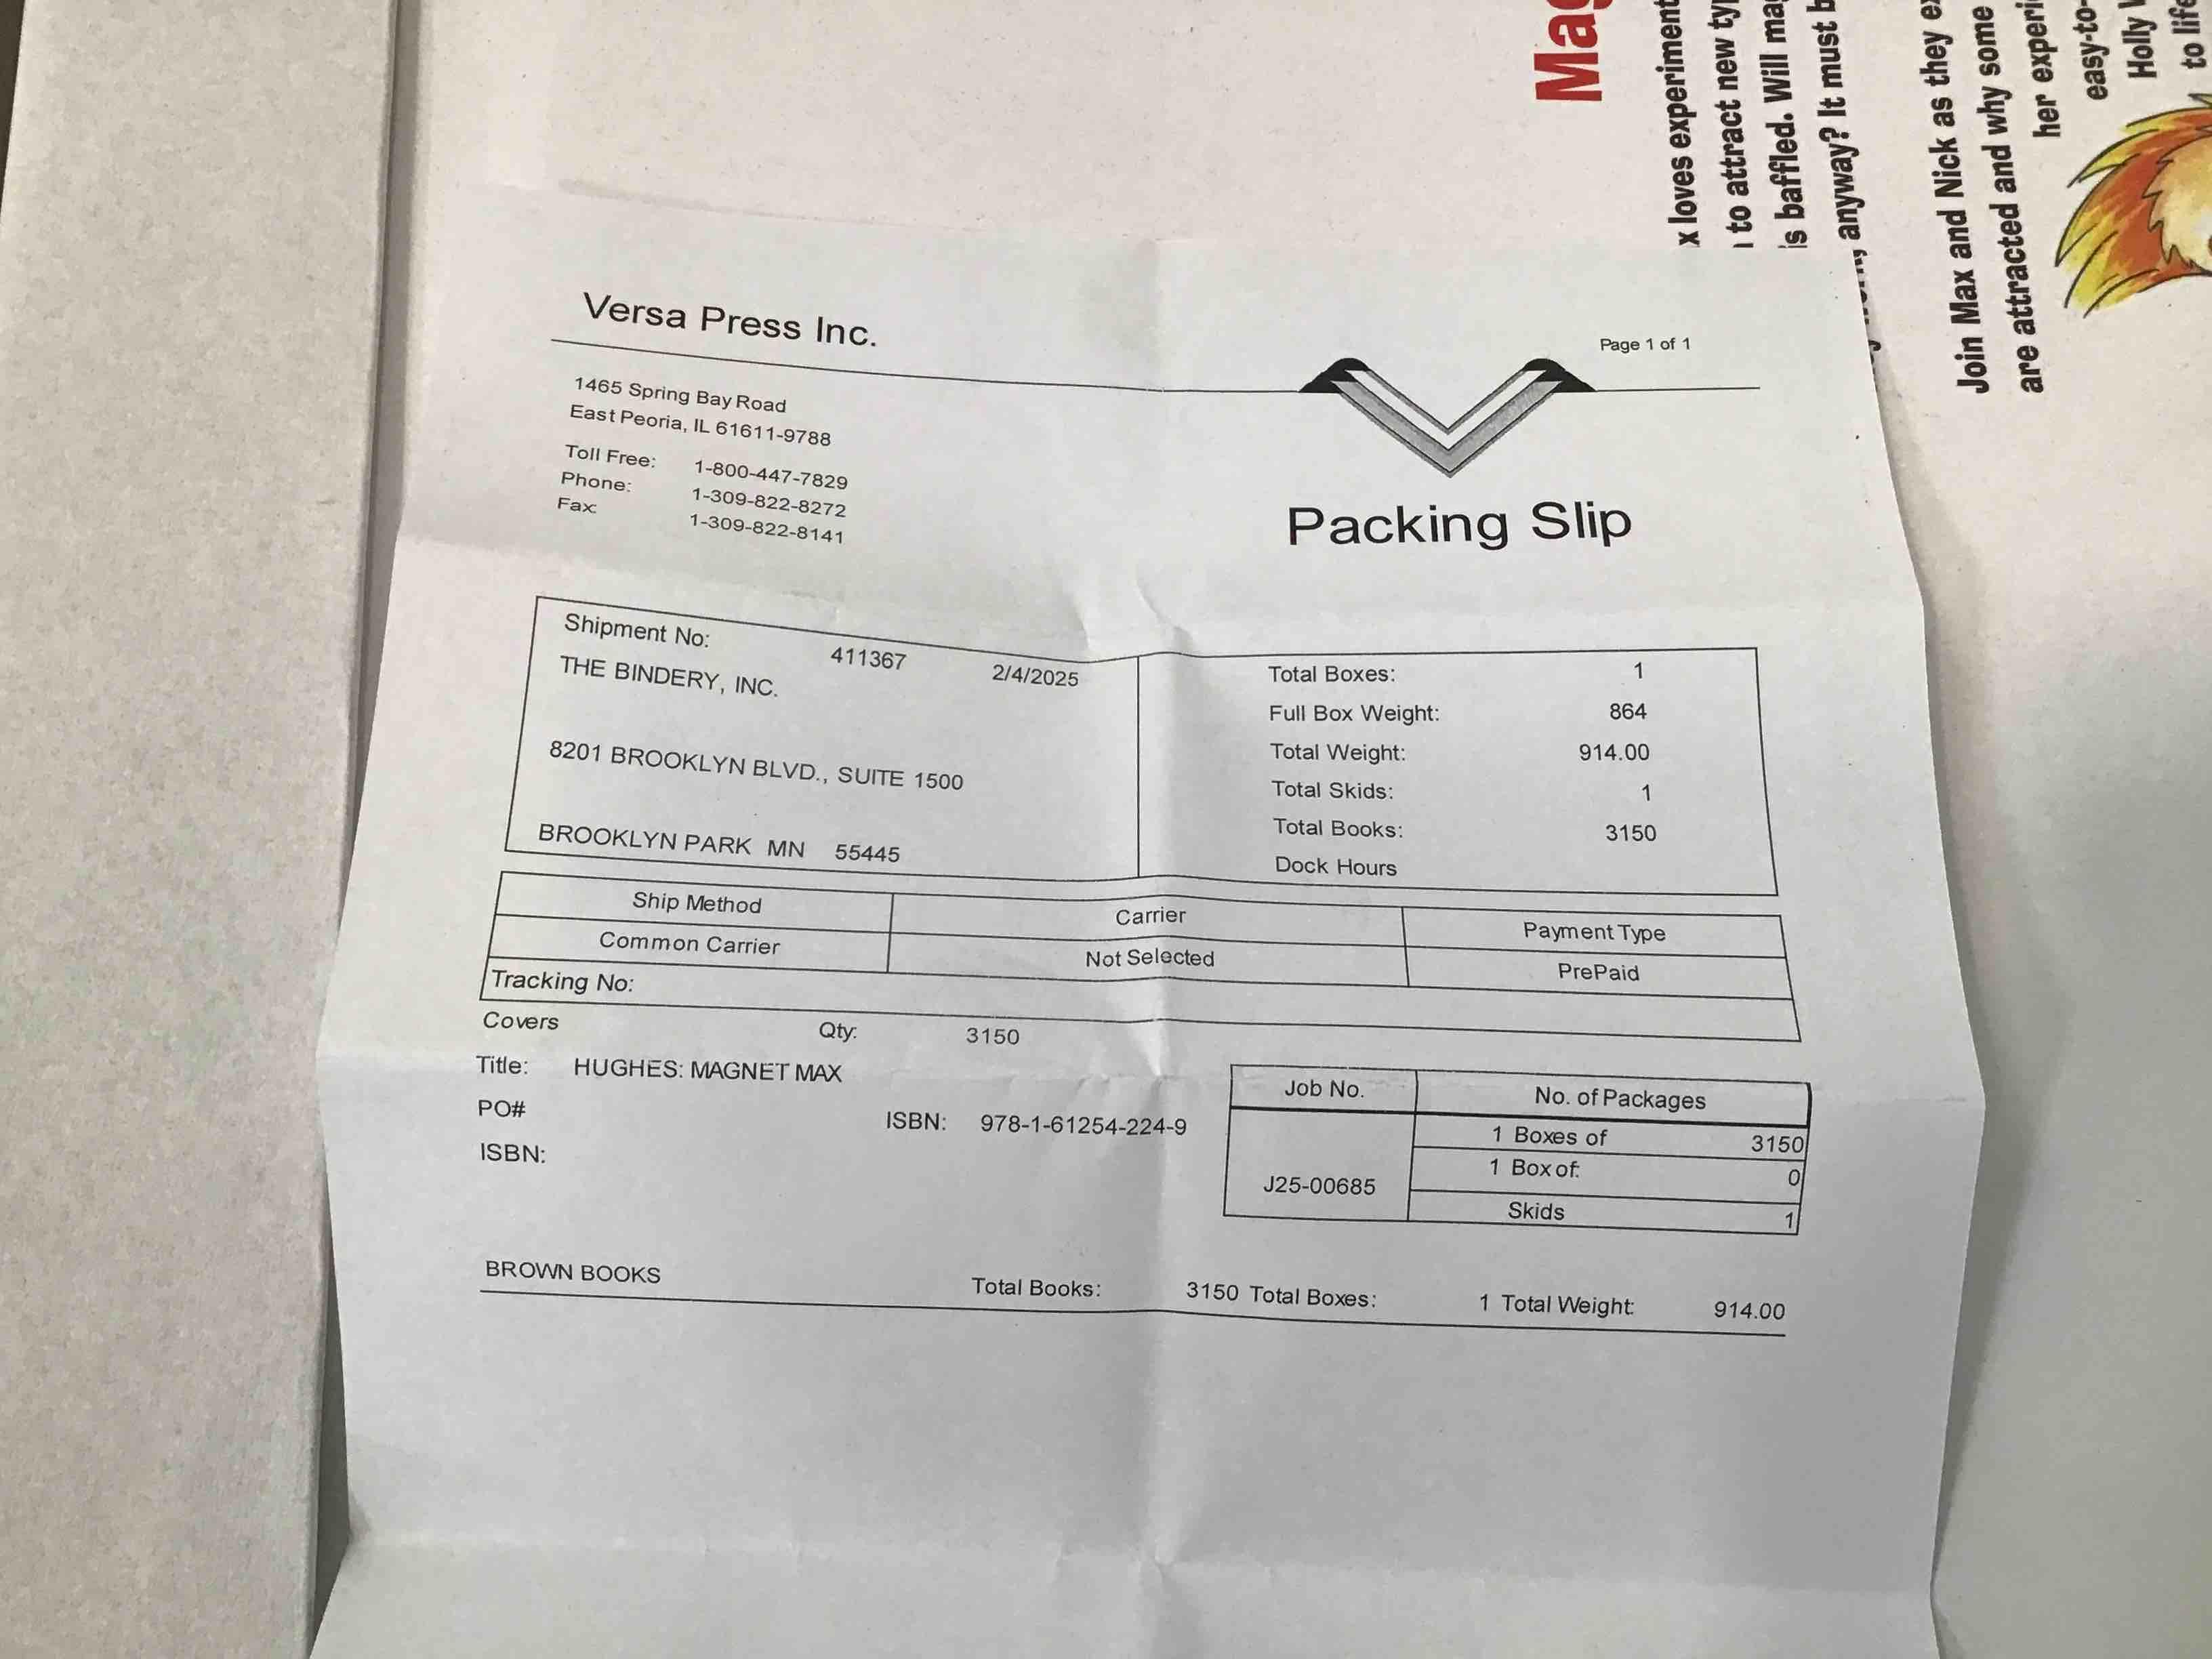 Versa Press Inc.
Page 1 of 1
1465 Spring Bay Road
East Peoria, IL 61611-9788
Toll Free: 1-800-447-7829
Phone: 1-309-822-8272
Fax: 1-309-822-8141
Packing Slip
Shipment No: 411367 2/4/2025
THE BINDERY, INC.
8201 BROOKLYN BLVD., SUITE 1500
BROOKLYN PARK MN 55445
Total Boxes: 1
Full Box Weight: 864
Total Weight: 914.00
Total Skids: 1
Total Books: 3150
Dock Hours
Ship Method Carrier Payment Type
Common Carrier Not Selected PrePaid
Tracking No:
Covers Qty: 3150
Title: HUGHES: MAGNET MAX
PO# ISBN: 978-1-61254-224-9
ISBN:
Job No. No. of Packages
J25-00685
1 Boxes of 3150
1 Box of: 0
Skids 1
BROWN BOOKS Total Books: 3150 Total Boxes: 1 Total Weight: 914.00
Mag
x loves experiment
to attract new ty
is baffled. Will ma
anyway? It must b
Join Max and Nick as they e
are attracted and why some
her experi
easy-to-
Holly
to life